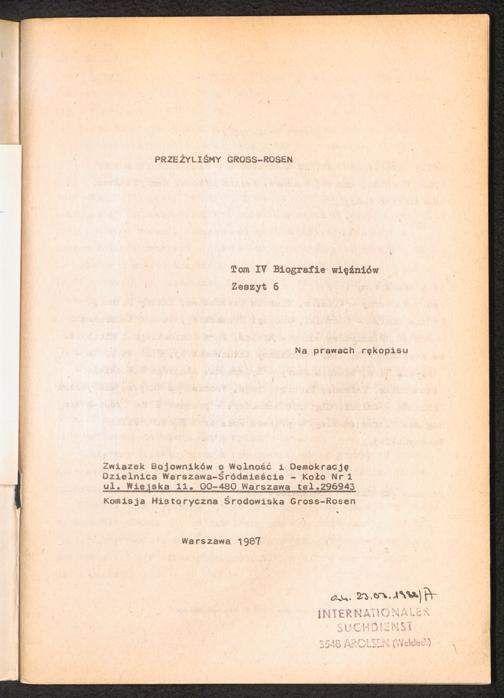 PRZEŻYLIŚMY GROSS-ROSEN
Tom IV Biografie więźniów
Zeszyt 6
Na prawach rękopisu
Związek Bojowników o Wolność i Demokrację
Dzielnica Warszawa-Śródmieście - Koło Nr 1
ul. Wiejska 11. 00-480 Warszawa tel.296943
Komisja Historyczna Środowiska Gross-Rosen
Warszawa 1987
INTERNATIONALER
SUCHDIENST
3548 AROLSEN (Waldeck)